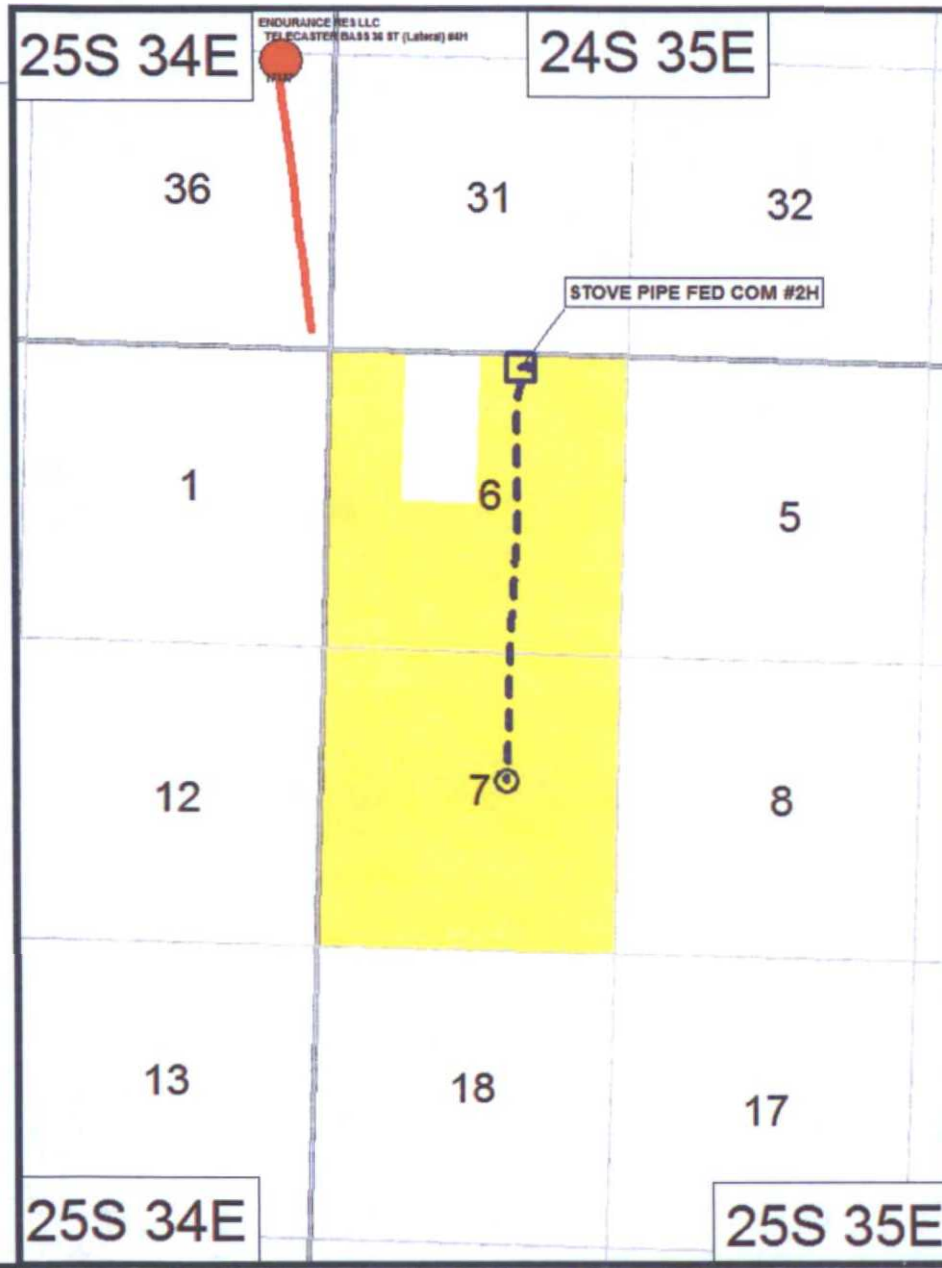 ENDURANCE RES LLC
TELECASTER BASS 36 ST (Lateral) #4H
25S 34E
24S 35E
36
31
32
STOVE PIPE FED COM #2H
1
6
5
12
7
8
13
18
17
25S 34E
25S 35E